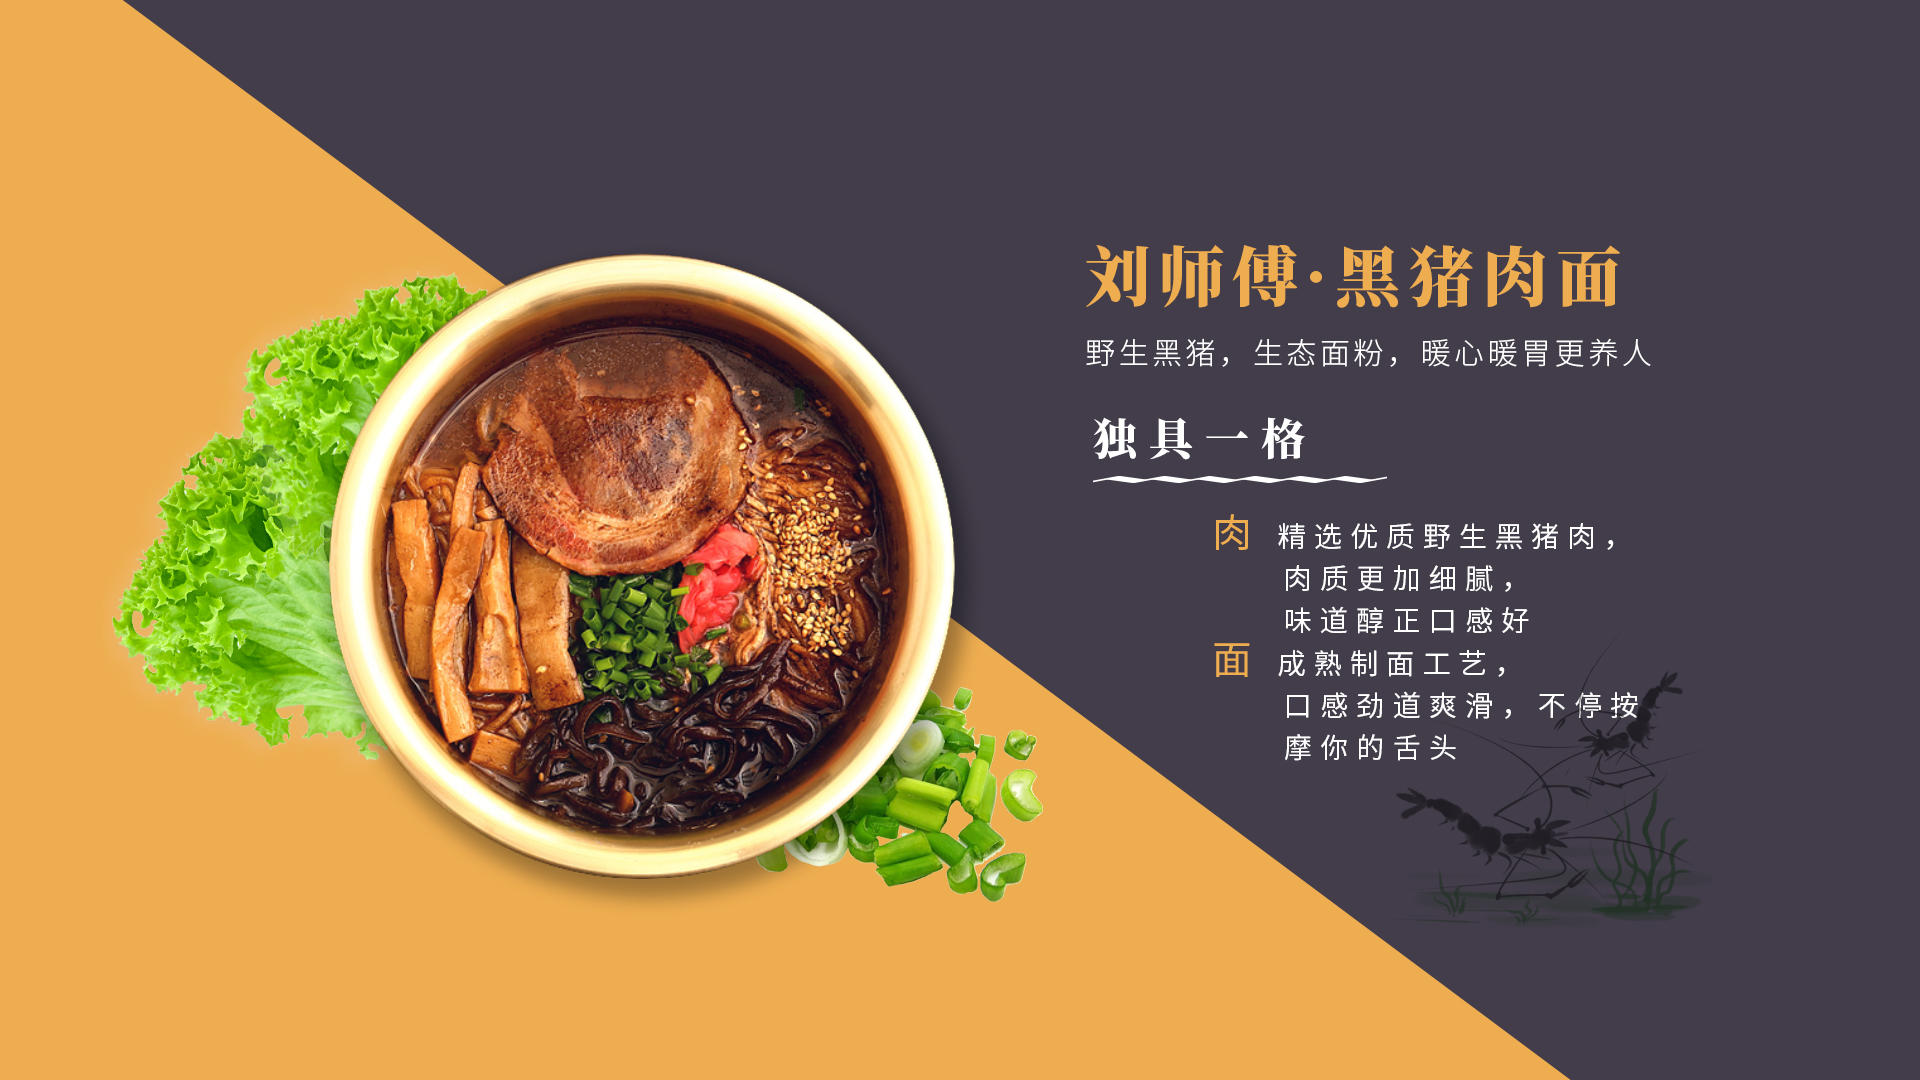 刘师傅·黑猪肉面
野生黑猪，生态面粉，暖心暖胃更养人
独具一格
肉 精选优质野生黑猪肉，
肉质更加细腻，
味道醇正口感好
面 成熟制面工艺，
口感劲道爽滑，不停按
摩你的舌头